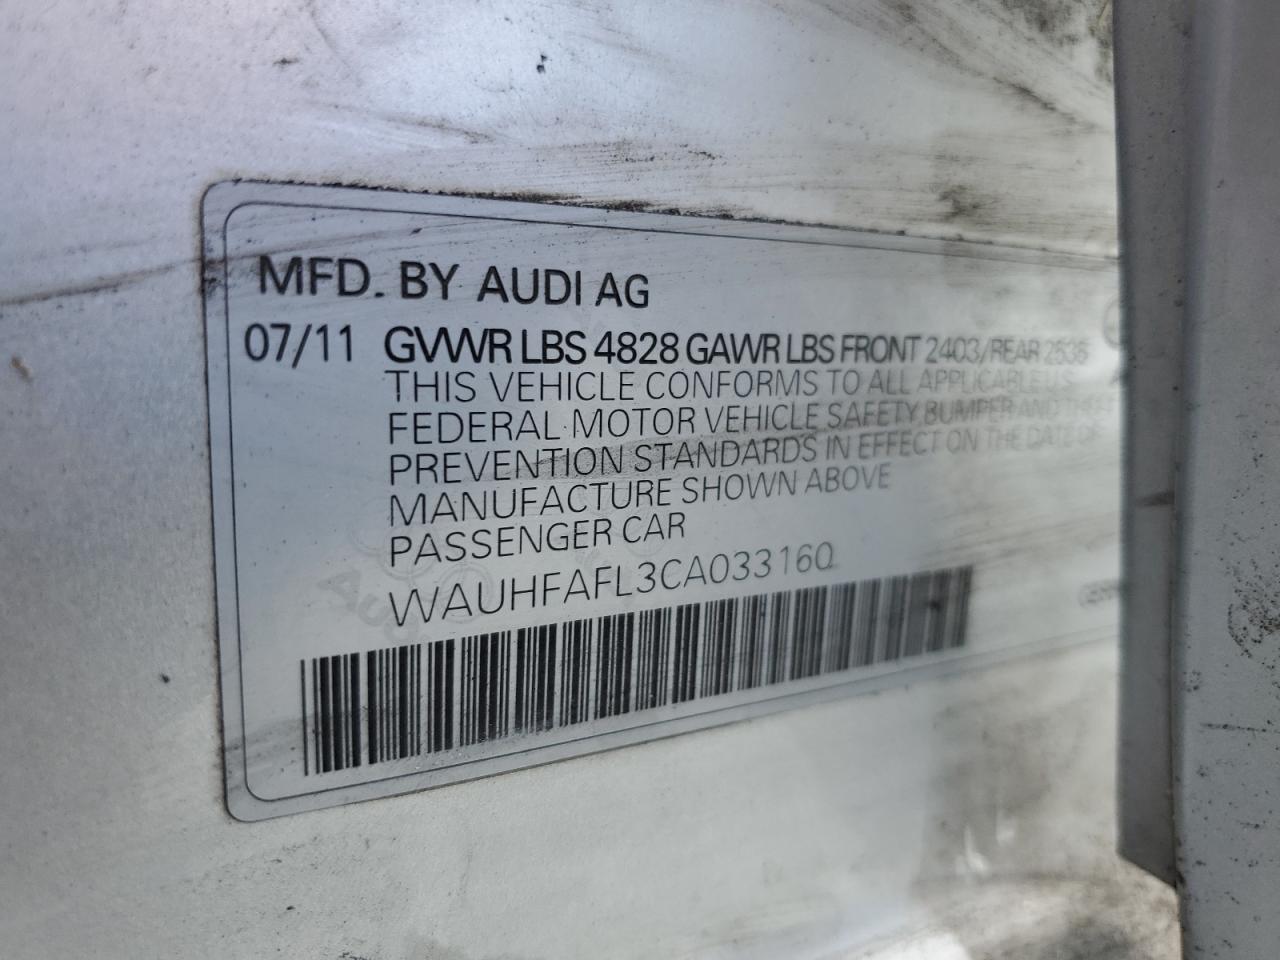 MFD. BY AUDI AG
07/11 GVWR LBS 4828 GAWR LBS FRONT 2403/REAR
THIS VEHICLE CONFORMS TO ALL APPLICABLE U.S.
FEDERAL MOTOR VEHICLE SAFETY, BUMPER AND
PREVENTION STANDARDS IN EFFECT ON THE DATE OF
MANUFACTURE SHOWN ABOVE
PASSENGER CAR
WAUHFAFL3CA033160